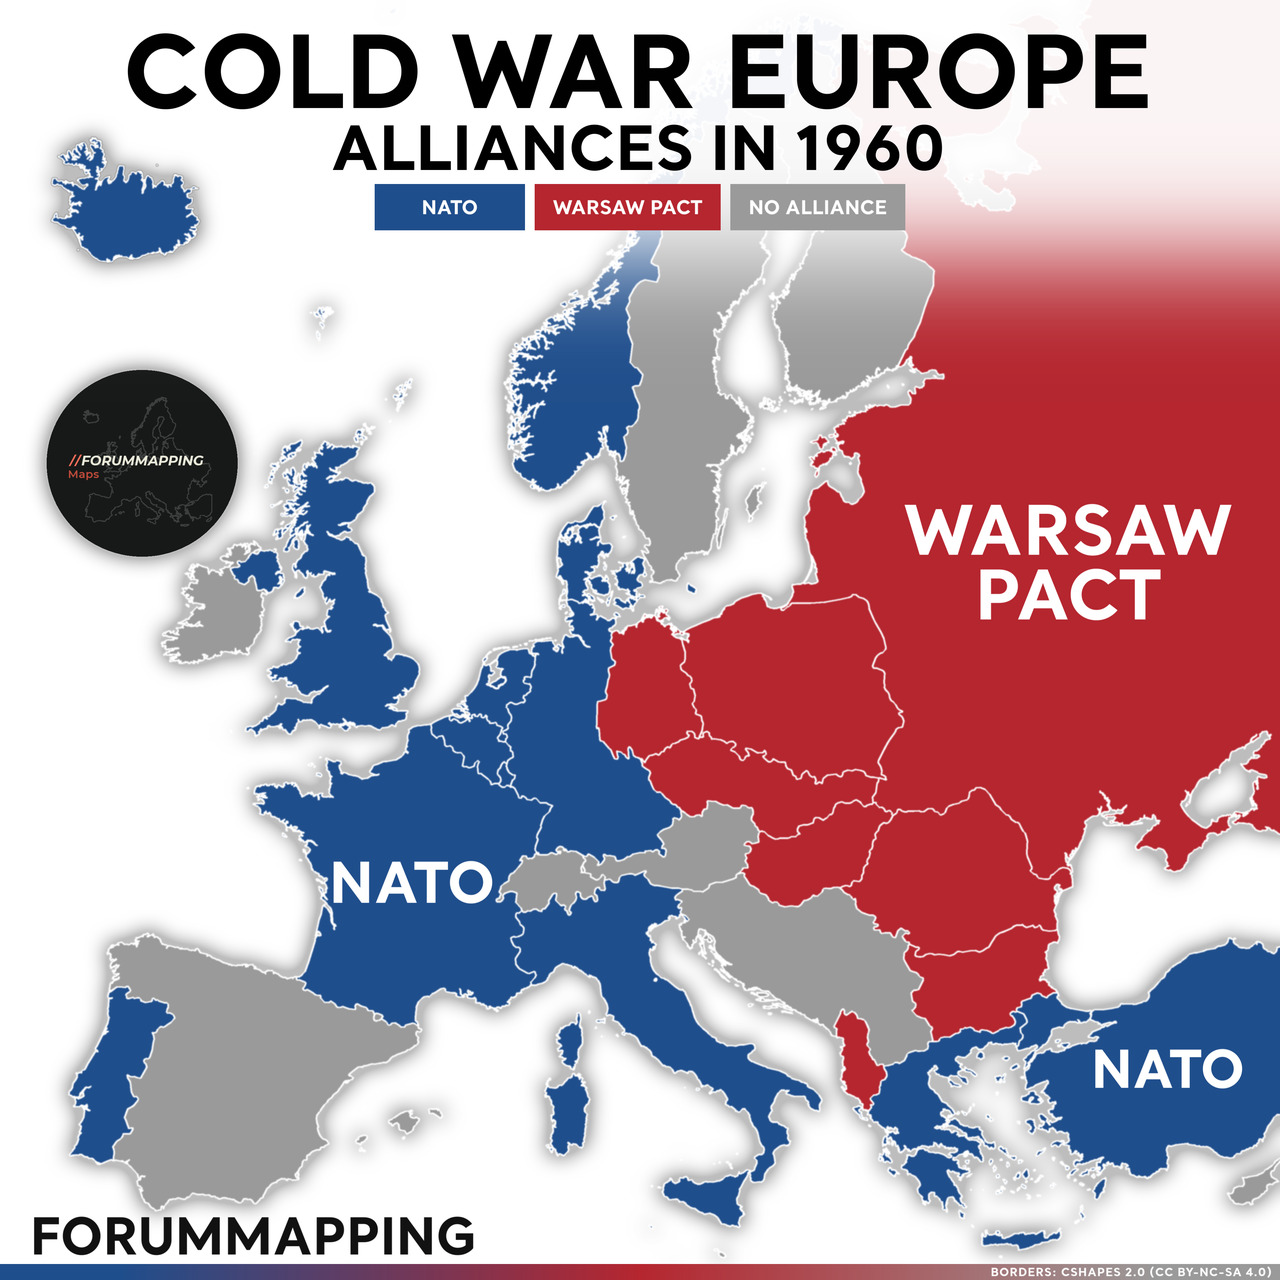 COLD WAR EUROPE
ALLIANCES IN 1960
NATO
WARSAW PACT
NO ALLIANCE
//FORUMMAPPING
Maps
WARSAW
PACT
NATO
NATO
FORUMMAPPING
BORDERS: CSHAPES 2.0 (CC BY-NC-SA 4.0)